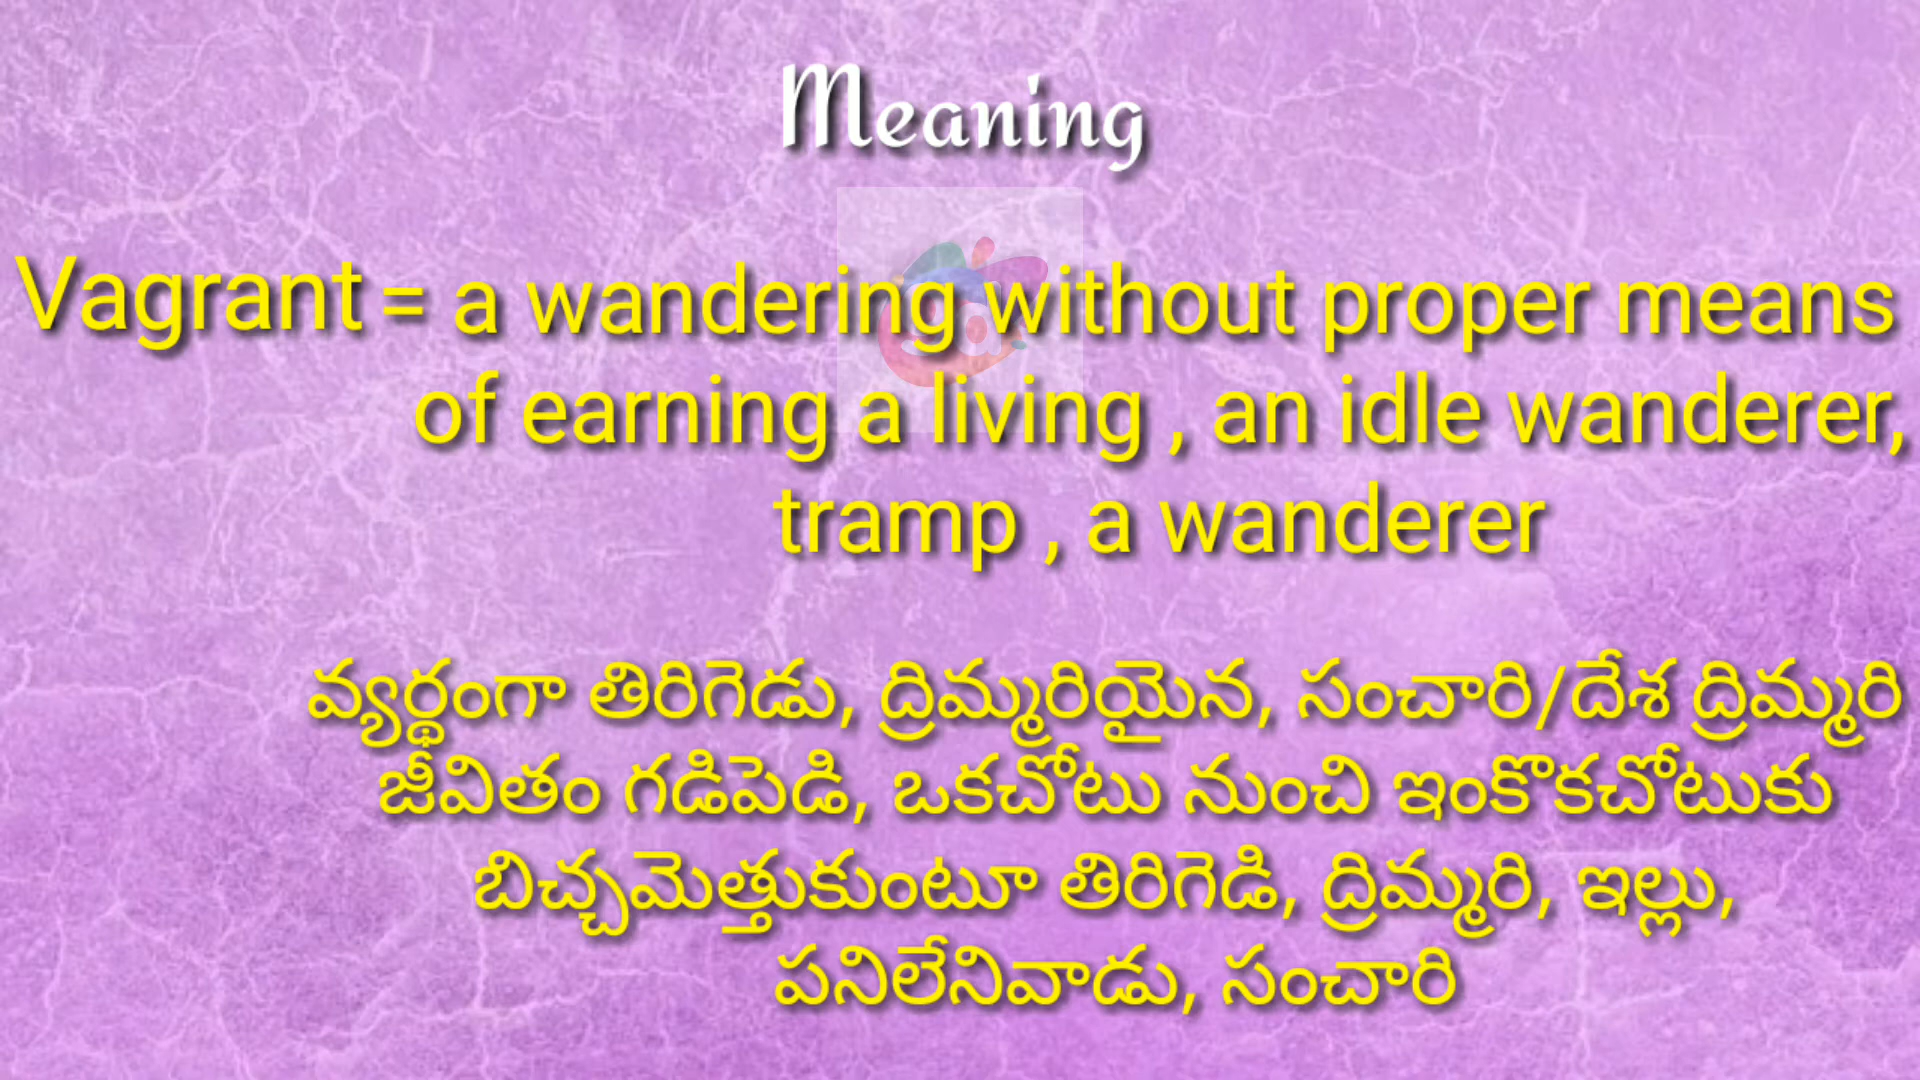 Meaning
Vagrant = a wandering without proper means
of earning a living , an idle wanderer,
tramp , a wanderer
వ్యర్థంగా తిరిగెడు, ద్రిమ్మరియైన, సంచారి/దేశ ద్రిమ్మరి
జీవితం గడిపెడి, ఒకచోటు నుంచి ఇంకొకచోటుకు
బిచ్చమెత్తుకుంటూ తిరిగెడి, ద్రిమ్మరి, ఇల్లు,
పనిలేనివాడు, సంచారి